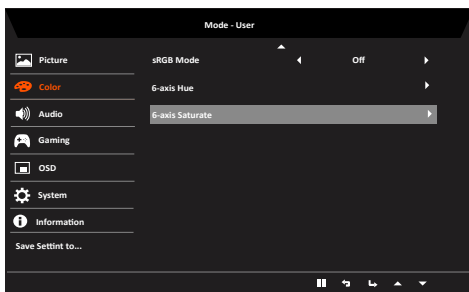 Mode - User
Picture
sRGB Mode Off
Color
6-axis Hue
Audio
6-axis Saturate
Gaming
OSD
System
Information
Save Settint to...